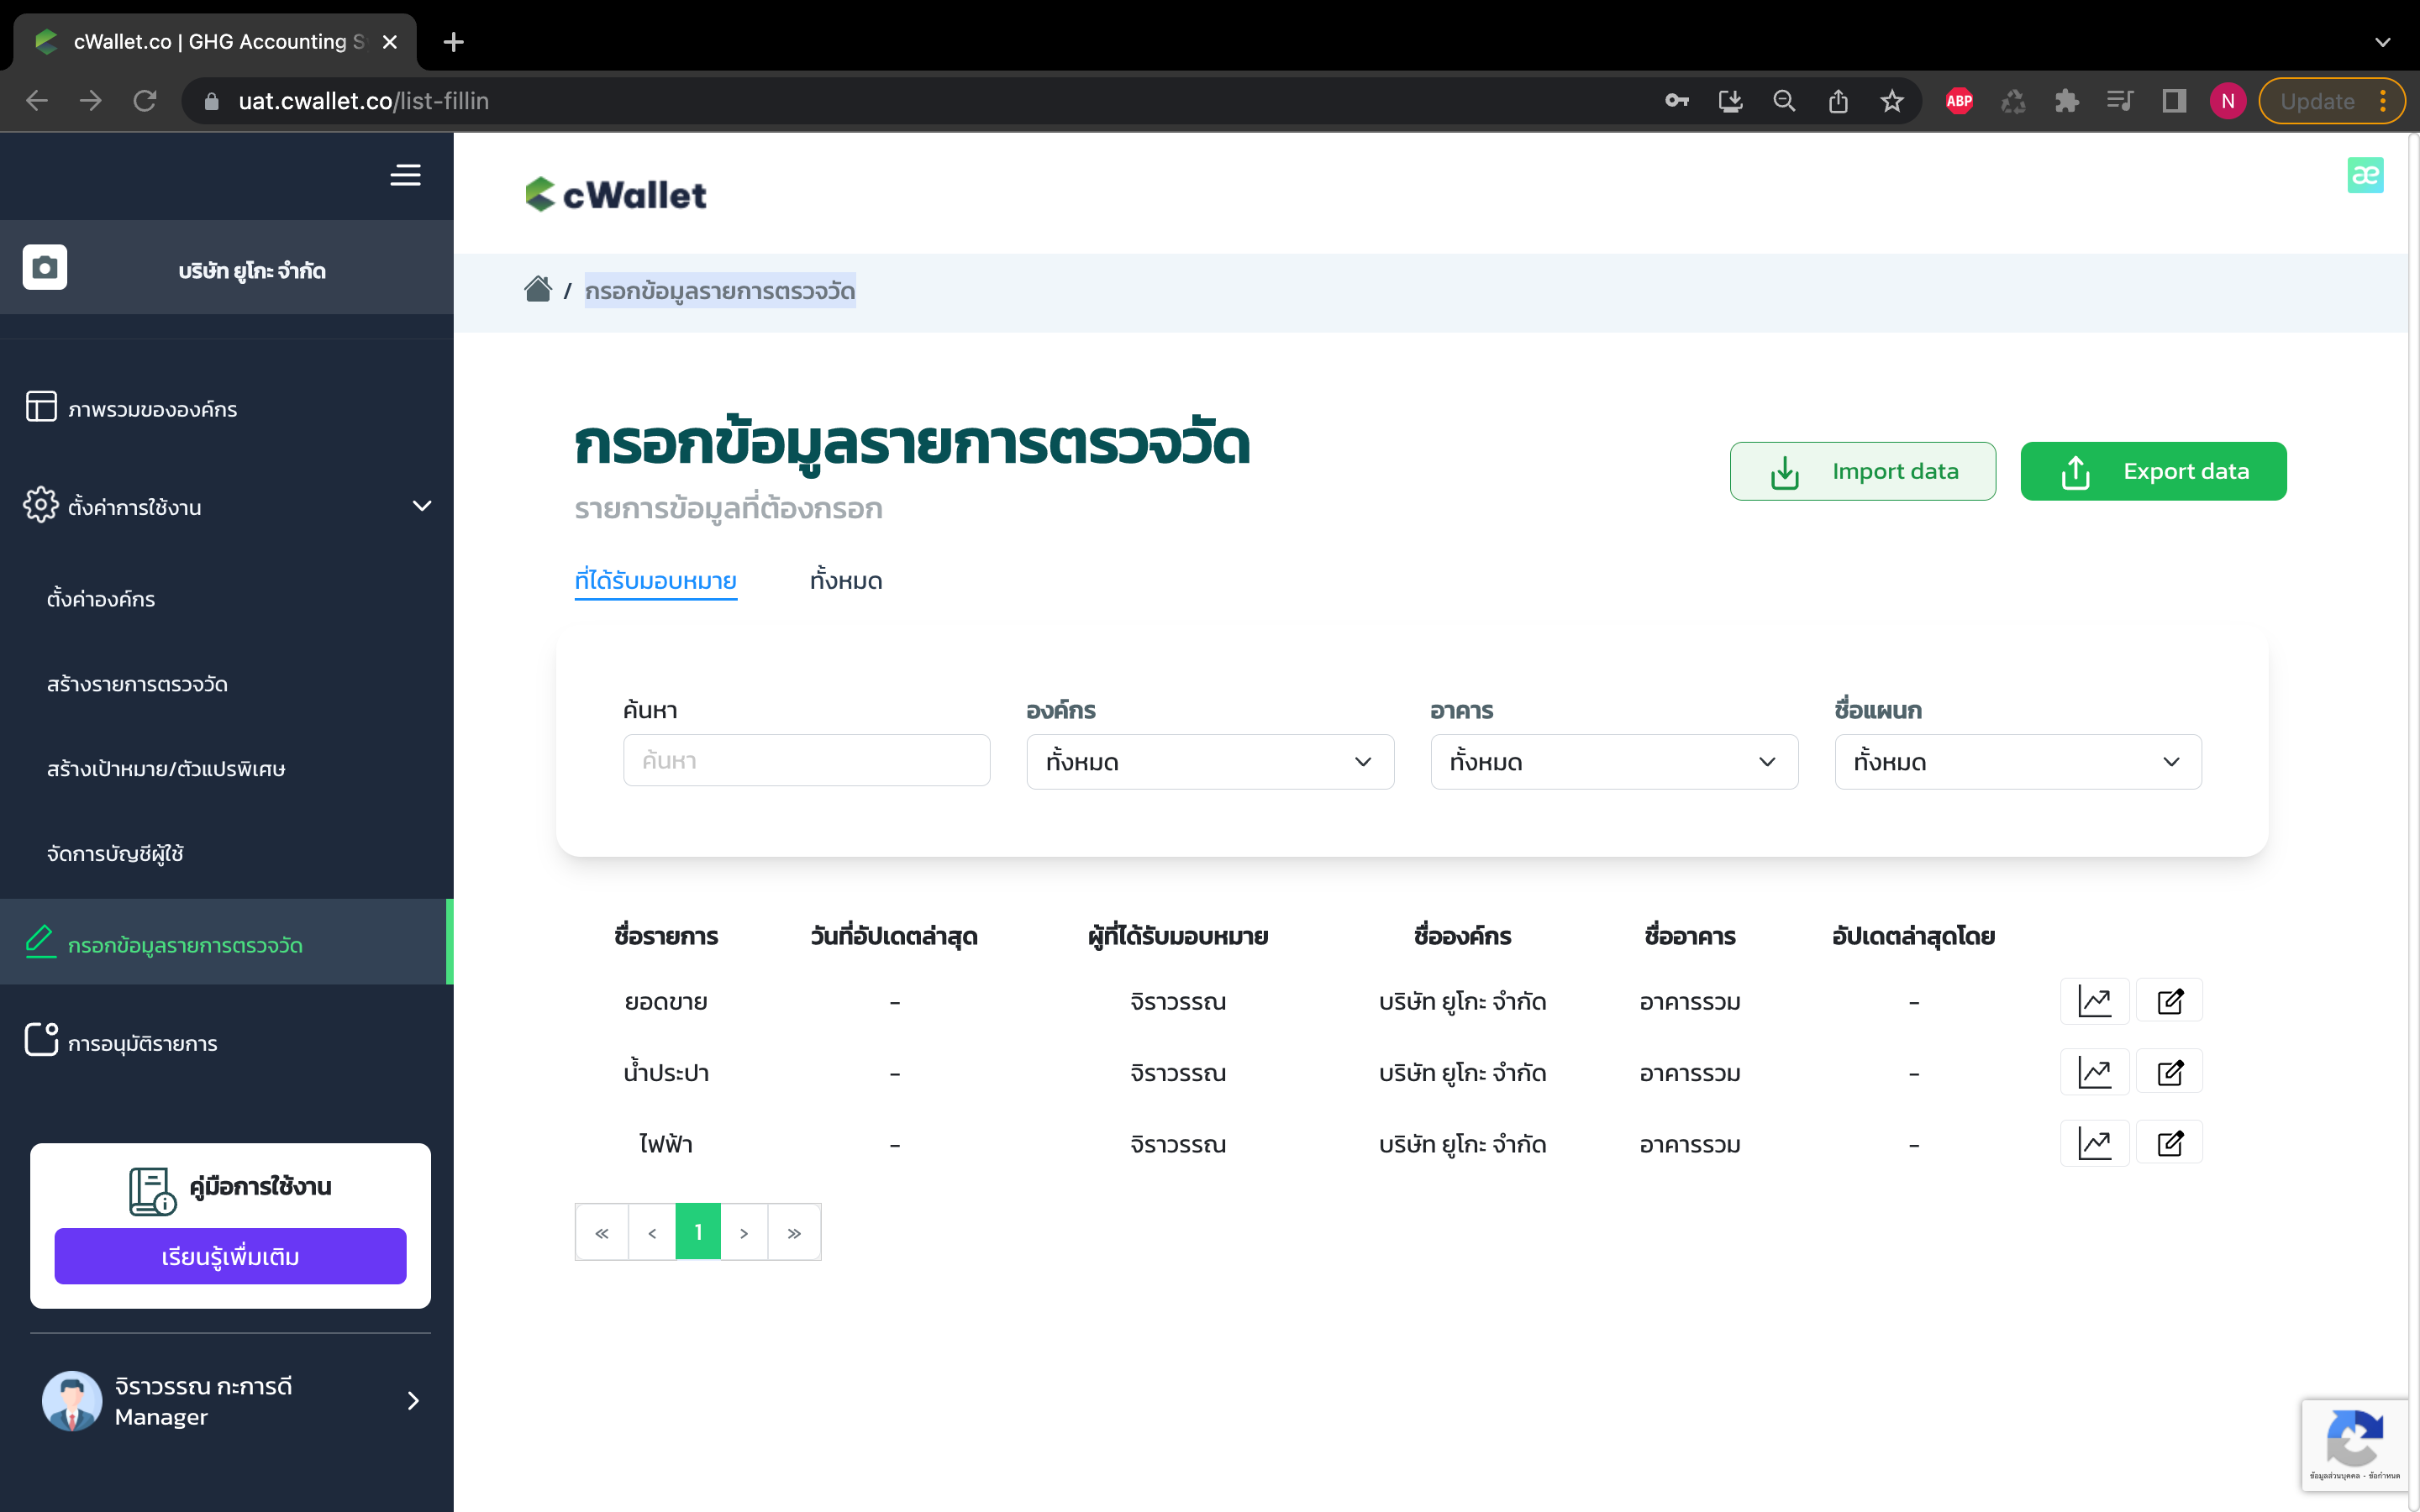 cWallet.co | GHG Accounting S
uat.cwallet.co/list-fillin
ABP
N
Update
บริษัท ยูโกะ จำกัด
ภาพรวมขององค์กร
ตั้งค่าการใช้งาน
ตั้งค่าองค์กร
สร้างรายการตรวจวัด
สร้างเป้าหมาย/ตัวแปรพิเศษ
จัดการบัญชีผู้ใช้
กรอกข้อมูลรายการตรวจวัด
การอนุมัติรายการ
คู่มือการใช้งาน
เรียนรู้เพิ่มเติม
จิราวรรณ กะการดี
Manager
cWallet
æ
/ กรอกข้อมูลรายการตรวจวัด
กรอกข้อมูลรายการตรวจวัด
รายการข้อมูลที่ต้องกรอก
Import data
Export data
ที่ได้รับมอบหมาย ทั้งหมด
ค้นหา องค์กร อาคาร ชื่อแผนก
ค้นหา ทั้งหมด ทั้งหมด ทั้งหมด
ชื่อรายการ วันที่อัปเดตล่าสุด ผู้ที่ได้รับมอบหมาย ชื่อองค์กร ชื่ออาคาร อัปเดตล่าสุดโดย
ยอดขาย - จิราวรรณ บริษัท ยูโกะ จำกัด อาคารรวม -
น้ำประปา - จิราวรรณ บริษัท ยูโกะ จำกัด อาคารรวม -
ไฟฟ้า - จิราวรรณ บริษัท ยูโกะ จำกัด อาคารรวม -
« < 1 > »
ข้อมูลส่วนบุคคล - ข้อกำหนด